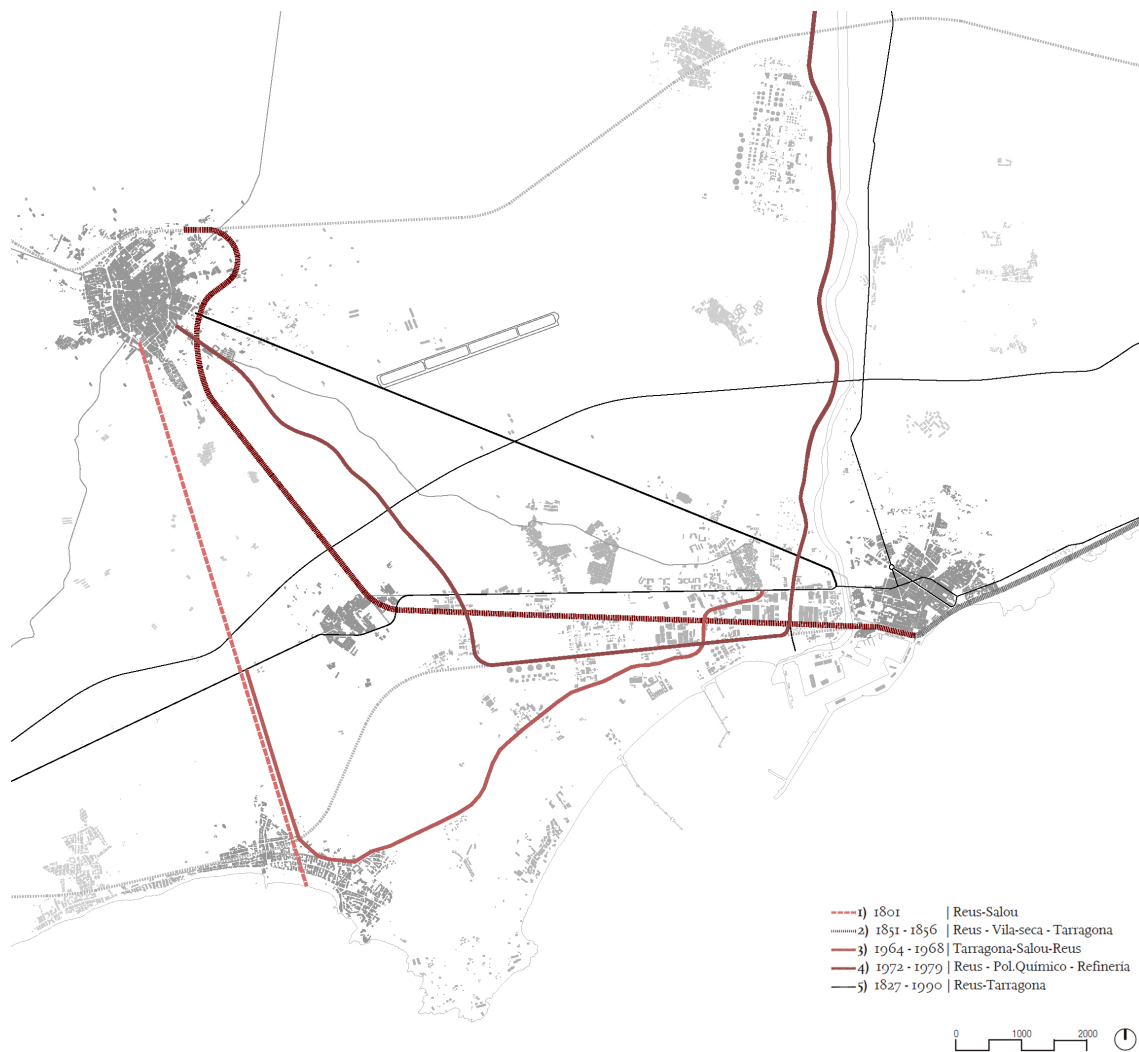 1) 1801 | Reus-Salou
2) 1851 - 1856 | Reus - Vila-seca - Tarragona
3) 1964 - 1968 | Tarragona-Salou-Reus
4) 1972 - 1979 | Reus - Pol.Químico - Refinería
5) 1827 - 1990 | Reus-Tarragona
0 1000 2000